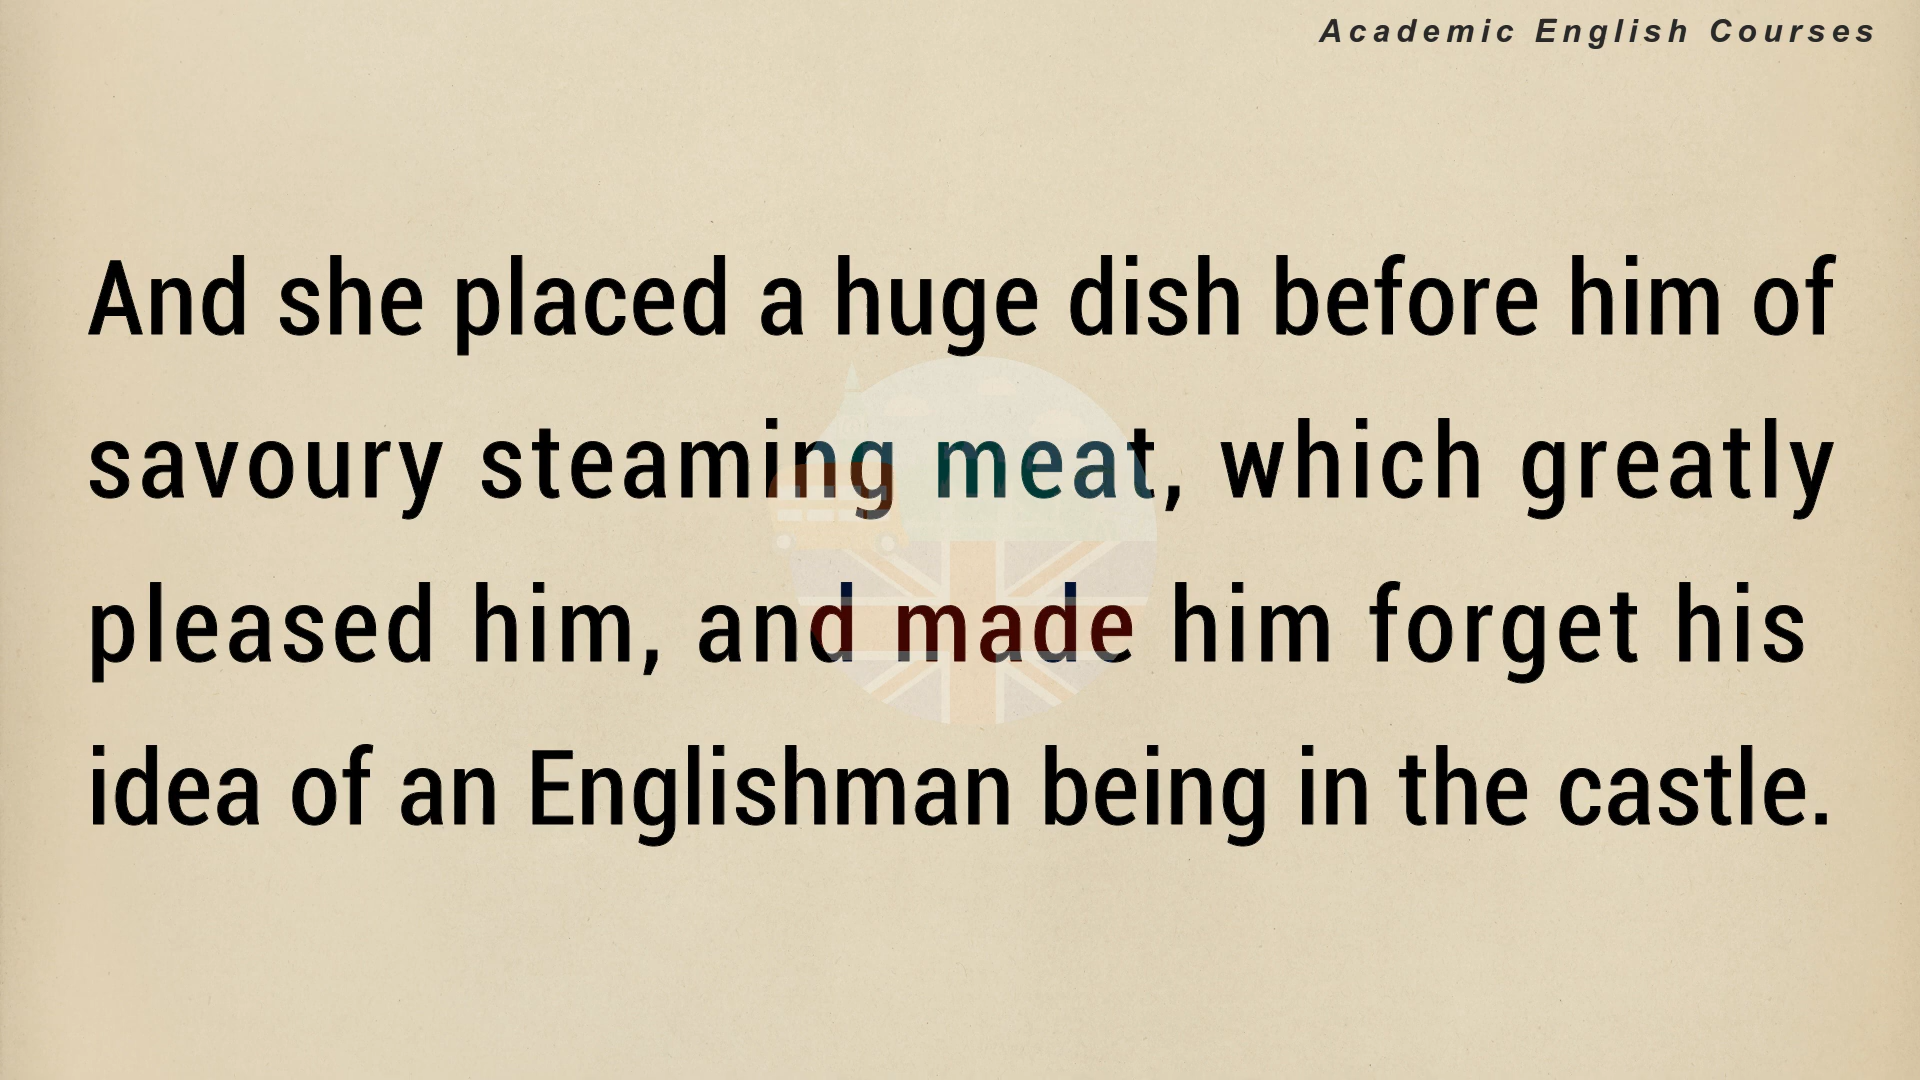 Academic English Courses
And she placed a huge dish before him of
savoury steaming meat, which greatly
pleased him, and made him forget his
idea of an Englishman being in the castle.